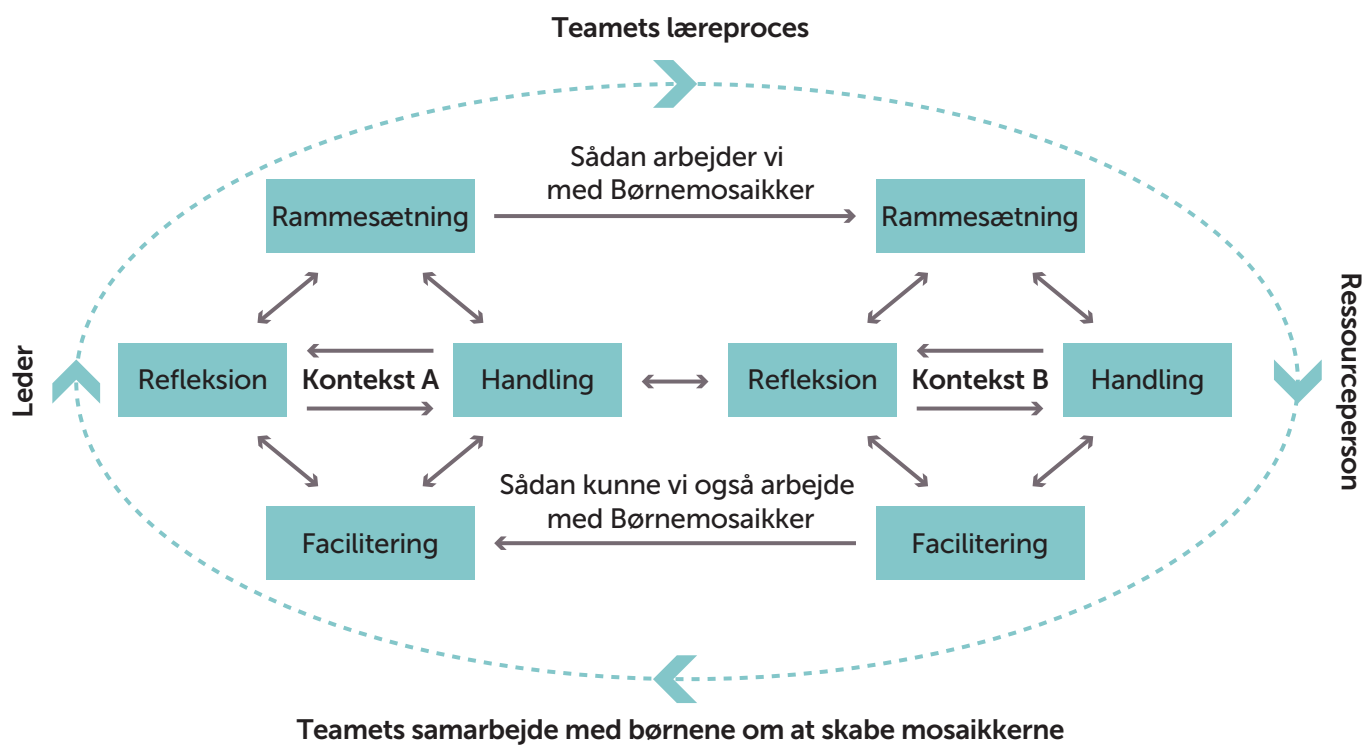 Teamets læreproces
Sådan arbejder vi
med Børnemosaikker
Rammesætning
Rammesætning
Leder
Refleksion
Kontekst A
Handling
Refleksion
Kontekst B
Handling
Ressourceperson
Sådan kunne vi også arbejde
med Børnemosaikker
Facilitering
Facilitering
Teamets samarbejde med børnene om at skabe mosaikkerne